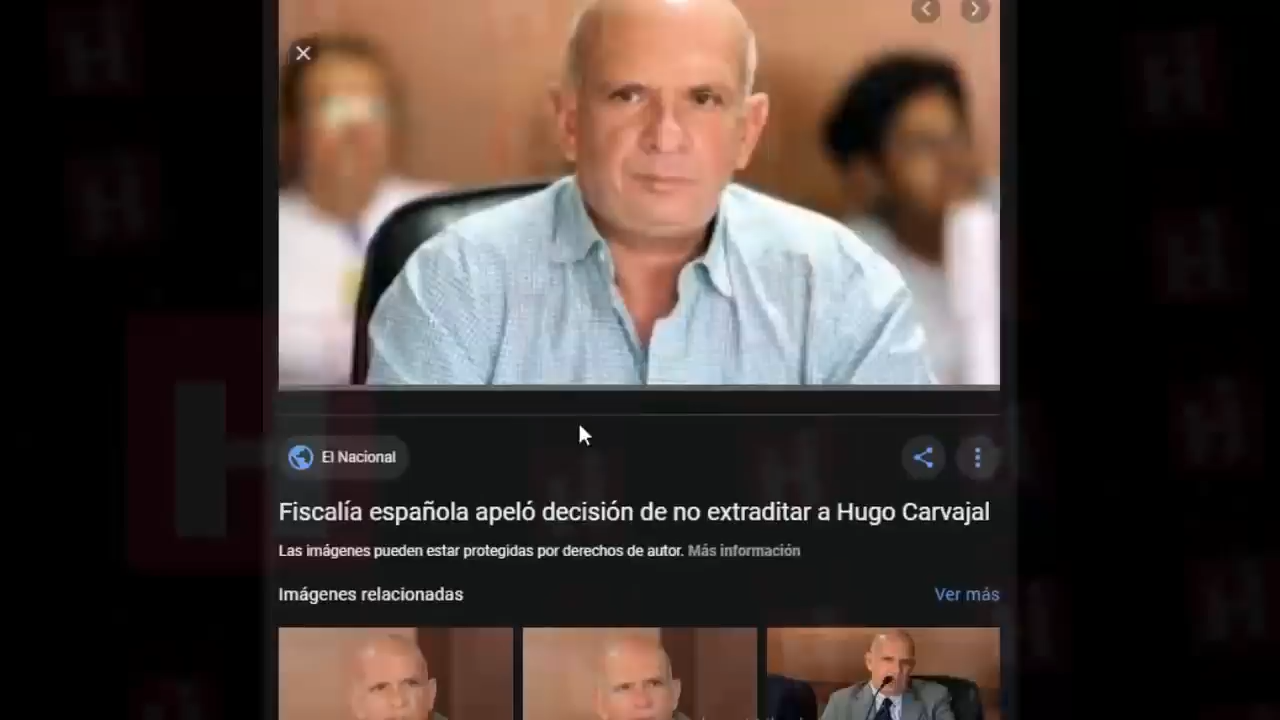 El Nacional
Fiscalía española apeló decisión de no extraditar a Hugo Carvajal
Las imágenes pueden estar protegidas por derechos de autor. Más información
Imágenes relacionadas
Ver más